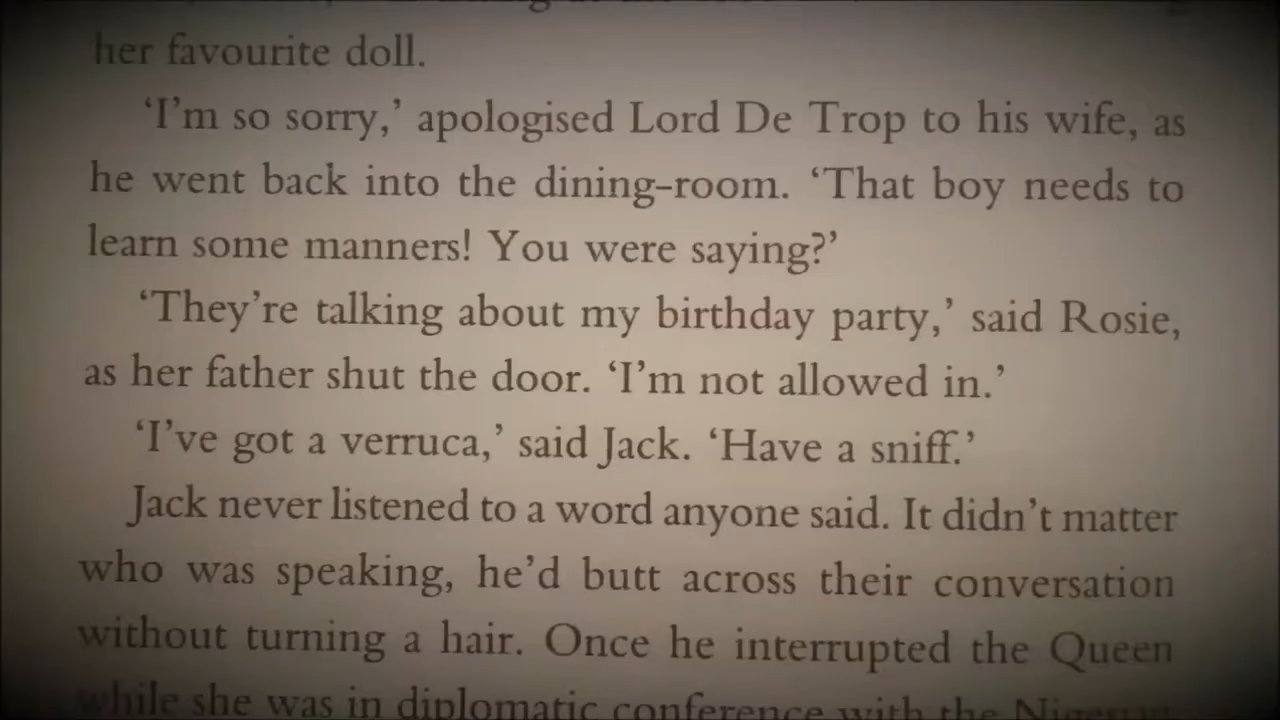 her favourite doll.
‘I’m so sorry,’ apologised Lord De Trop to his wife, as
he went back into the dining-room. ‘That boy needs to
learn some manners! You were saying?’
‘They’re talking about my birthday party,’ said Rosie,
as her father shut the door. ‘I’m not allowed in.’
‘I’ve got a verruca,’ said Jack. ‘Have a sniff.’
Jack never listened to a word anyone said. It didn’t matter
who was speaking, he’d butt across their conversation
without turning a hair. Once he interrupted the Queen
while she was in diplomatic conference with the